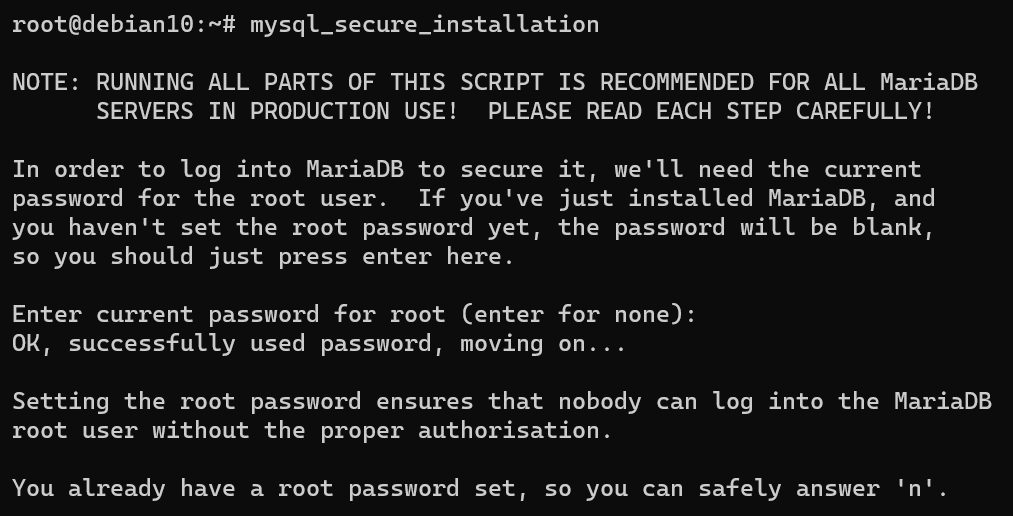 root@debian10:~# mysql_secure_installation
NOTE: RUNNING ALL PARTS OF THIS SCRIPT IS RECOMMENDED FOR ALL MariaDB
      SERVERS IN PRODUCTION USE!  PLEASE READ EACH STEP CAREFULLY!
In order to log into MariaDB to secure it, we'll need the current
password for the root user.  If you've just installed MariaDB, and
you haven't set the root password yet, the password will be blank,
so you should just press enter here.
Enter current password for root (enter for none):
OK, successfully used password, moving on...
Setting the root password ensures that nobody can log into the MariaDB
root user without the proper authorisation.
You already have a root password set, so you can safely answer 'n'.